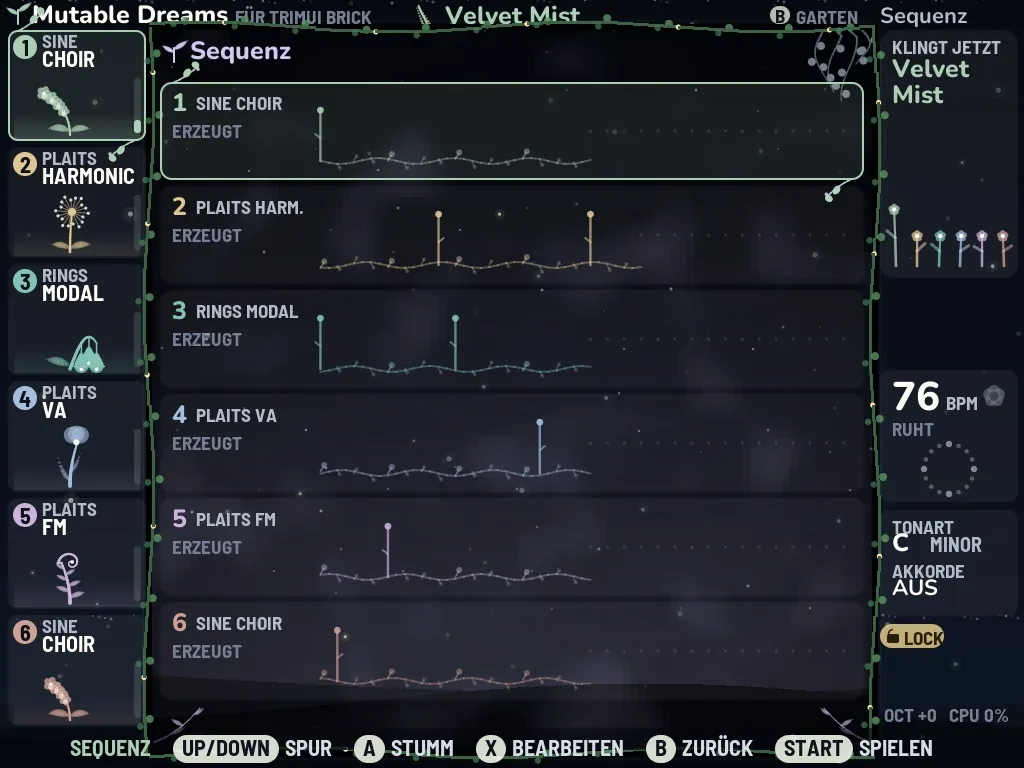 Mutable Dreams FÜR TRIMUI BRICK
Velvet Mist
B GARTEN
Sequenz
1 SINE
CHOIR
2 PLAITS
HARMONIC
3 RINGS
MODAL
4 PLAITS
VA
5 PLAITS
FM
6 SINE
CHOIR
Sequenz
1 SINE CHOIR
ERZEUGT
2 PLAITS HARM.
ERZEUGT
3 RINGS MODAL
ERZEUGT
4 PLAITS VA
ERZEUGT
5 PLAITS FM
ERZEUGT
6 SINE CHOIR
ERZEUGT
KLINGT JETZT
Velvet
Mist
76 BPM
RUHT
TONART
C MINOR
AKKORDE
AUS
LOCK
OCT +0 CPU 0%
SEQUENZ UP/DOWN SPUR A STUMM X BEARBEITEN B ZURÜCK START SPIELEN